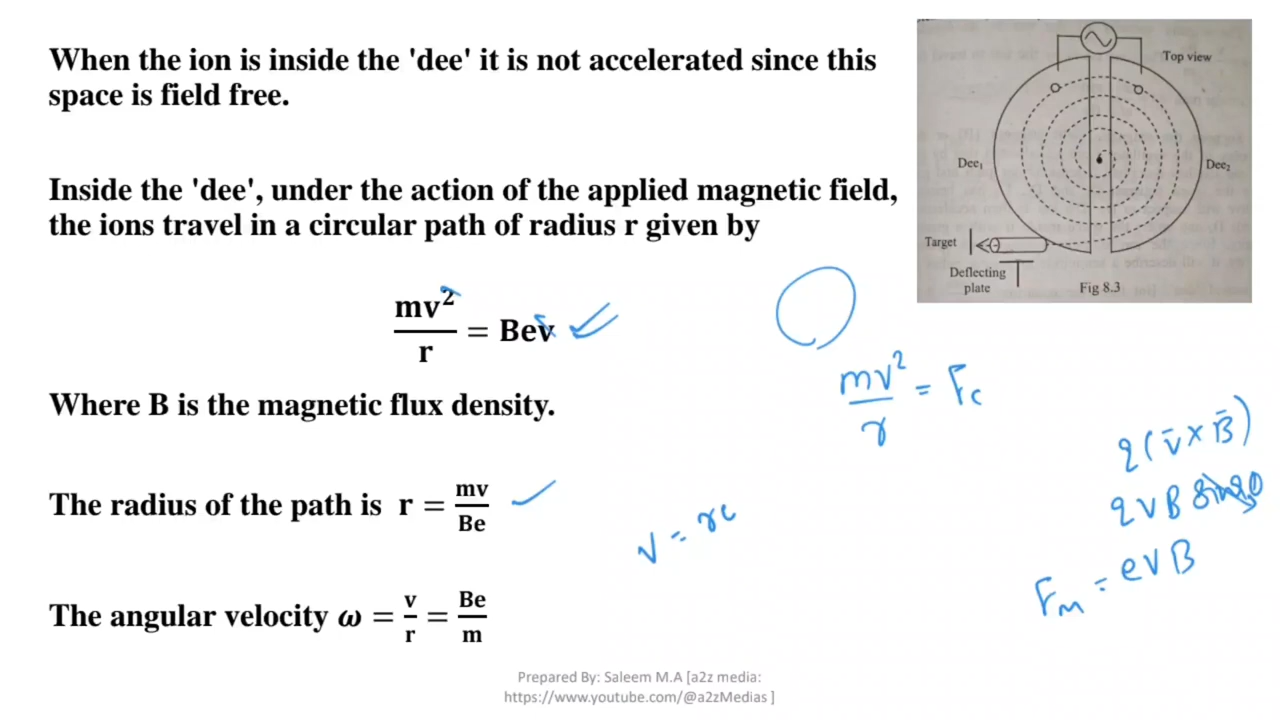 When the ion is inside the 'dee' it is not accelerated since this
space is field free.
Inside the 'dee', under the action of the applied magnetic field,
the ions travel in a circular path of radius r given by
mv²/r = Bev
Where B is the magnetic flux density.
The radius of the path is r = mv/Be
The angular velocity ω = v/r = Be/m
Top view
Dee₁
Dee₂
Target
Deflecting
plate
Fig 8.3
mv²/r = Fc
q(v̄ × B̄)
qvB sin90
Fm = evB
v = r
Prepared By: Saleem M.A [a2z media:
https://www.youtube.com/@a2zMedias ]